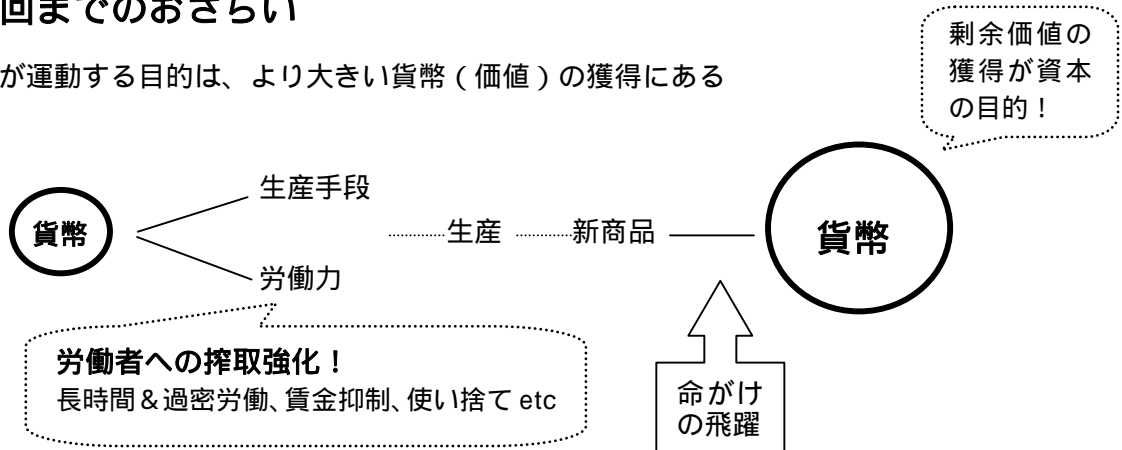 回までのおさらい
が運動する目的は、より大きい貨幣（価値）の獲得にある
剰余価値の
獲得が資本
の目的！
生産手段
貨幣
生産
新商品
貨幣
労働力
労働者への搾取強化！
長時間＆過密労働、賃金抑制、使い捨て etc
命がけ
の飛躍